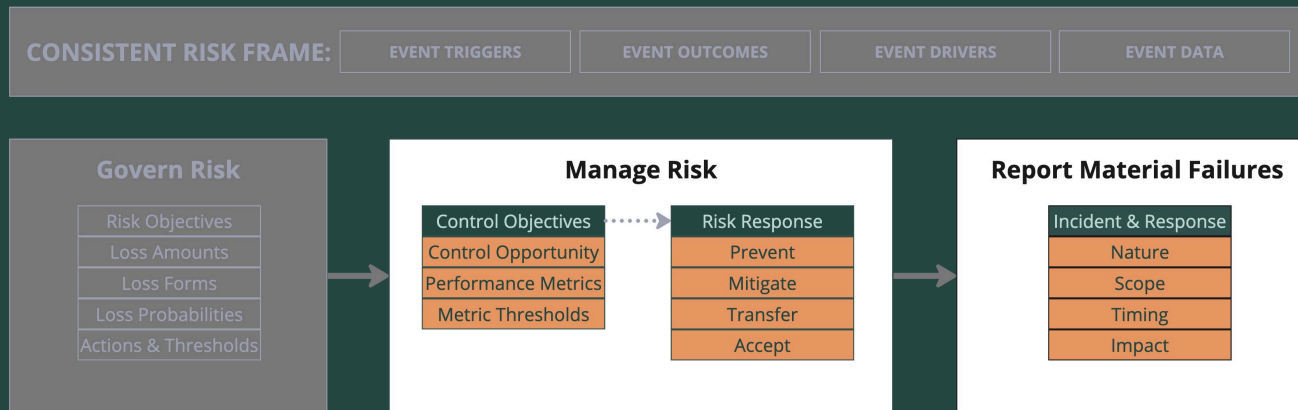 CONSISTENT RISK FRAME:
EVENT TRIGGERS
EVENT OUTCOMES
EVENT DRIVERS
EVENT DATA
Govern Risk
Risk Objectives
Loss Amounts
Loss Forms
Loss Probabilities
Actions & Thresholds
Manage Risk
Control Objectives
Control Opportunity
Performance Metrics
Metric Thresholds
Risk Response
Prevent
Mitigate
Transfer
Accept
Report Material Failures
Incident & Response
Nature
Scope
Timing
Impact